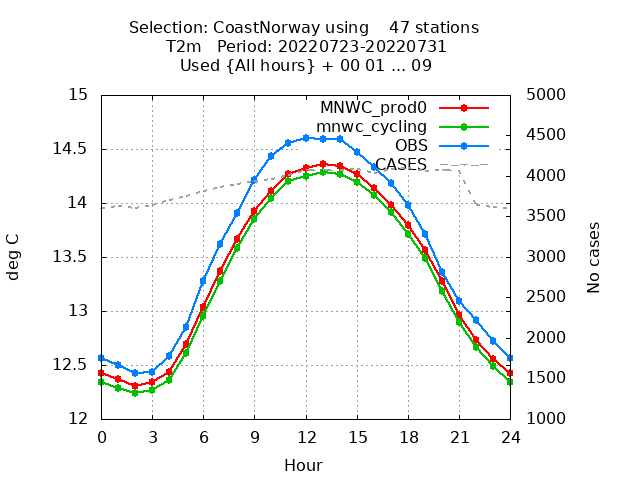 Selection: CoastNorway using    47 stations
T2m   Period: 20220723-20220731
Used {All hours} + 00 01 ... 09
MNWC_prod0
mnwc_cycling
OBS
CASES
15
14.5
14
13.5
13
12.5
12
deg C
5000
4500
4000
3500
3000
2500
2000
1500
1000
No cases
0 3 6 9 12 15 18 21 24
Hour